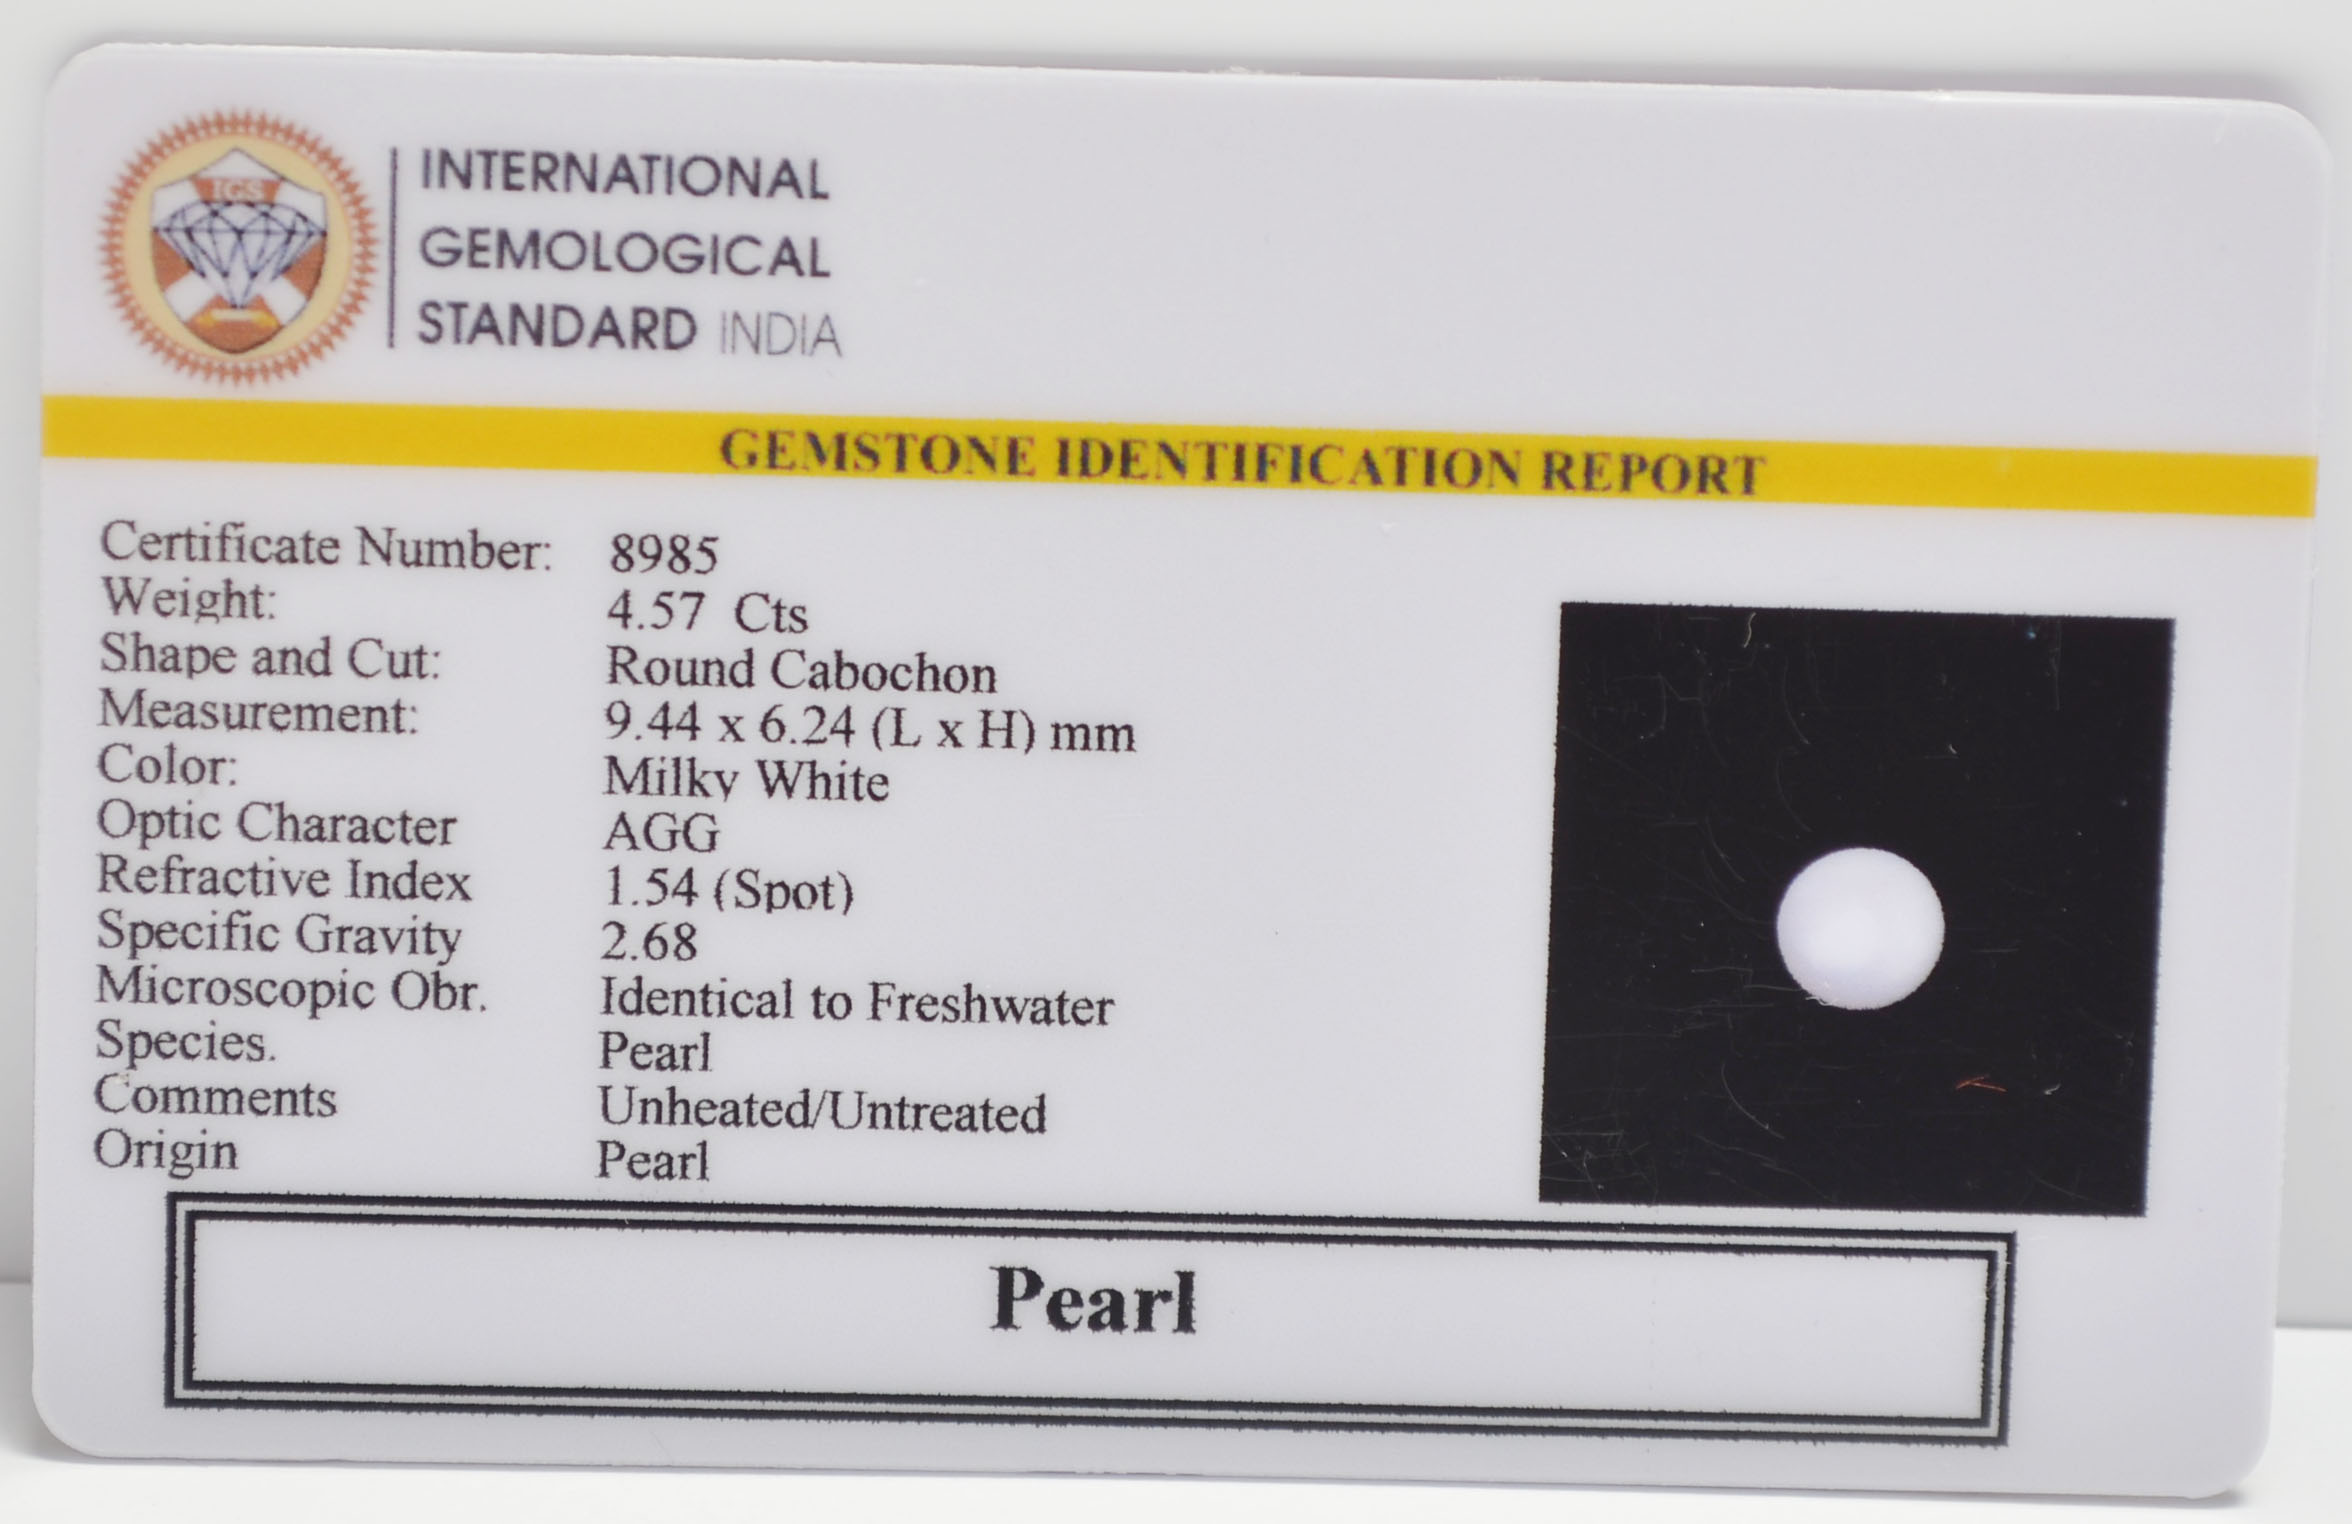 IGS
INTERNATIONAL
GEMOLOGICAL
STANDARD INDIA
GEMSTONE IDENTIFICATION REPORT
Certificate Number: 8985
Weight: 4.57 Cts
Shape and Cut: Round Cabochon
Measurement: 9.44 x 6.24 (L x H) mm
Color: Milky White
Optic Character AGG
Refractive Index 1.54 (Spot)
Specific Gravity 2.68
Microscopic Obr. Identical to Freshwater
Species. Pearl
Comments Unheated/Untreated
Origin Pearl
Pearl